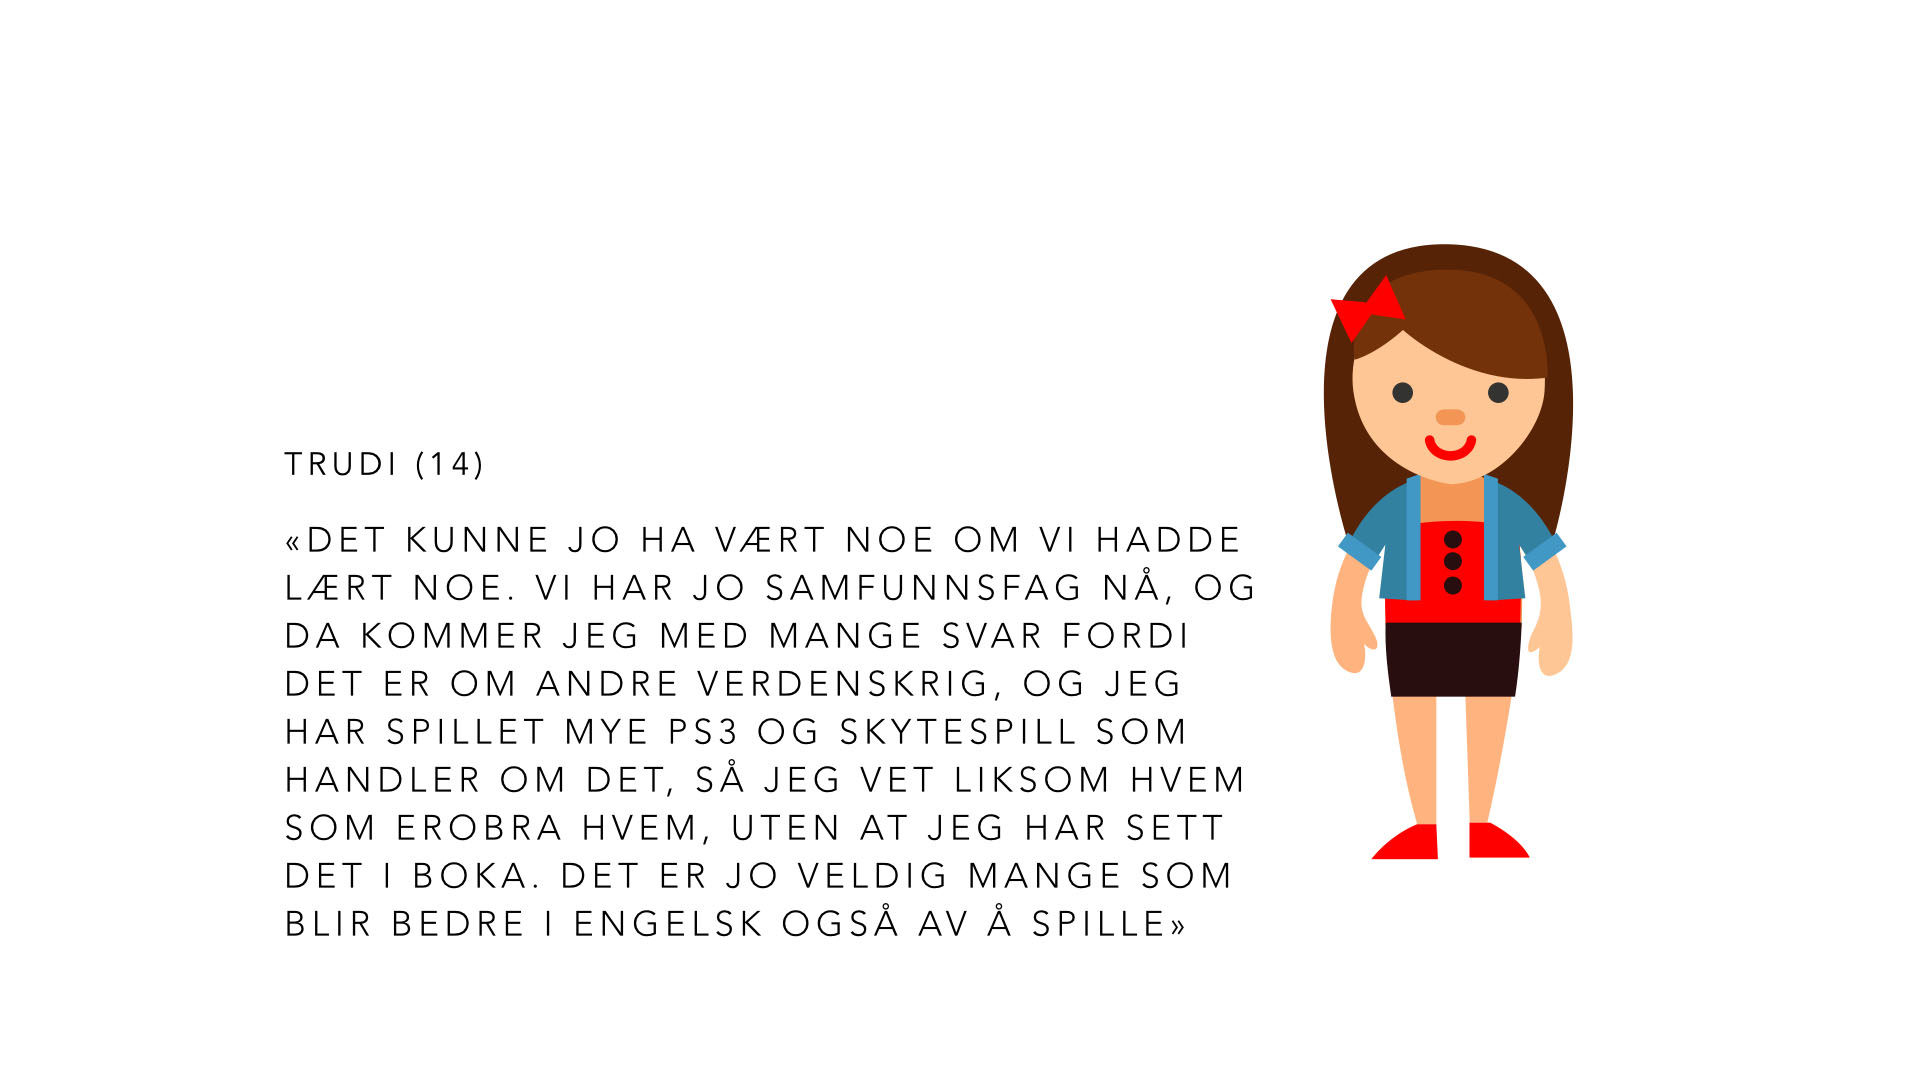 TRUDI (14)
«DET KUNNE JO HA VÆRT NOE OM VI HADDE
LÆRT NOE. VI HAR JO SAMFUNNSFAG NÅ, OG
DA KOMMER JEG MED MANGE SVAR FORDI
DET ER OM ANDRE VERDENSKRIG, OG JEG
HAR SPILLET MYE PS3 OG SKYTESPILL SOM
HANDLER OM DET, SÅ JEG VET LIKSOM HVEM
SOM EROBRA HVEM, UTEN AT JEG HAR SETT
DET I BOKA. DET ER JO VELDIG MANGE SOM
BLIR BEDRE I ENGELSK OGSÅ AV Å SPILLE»